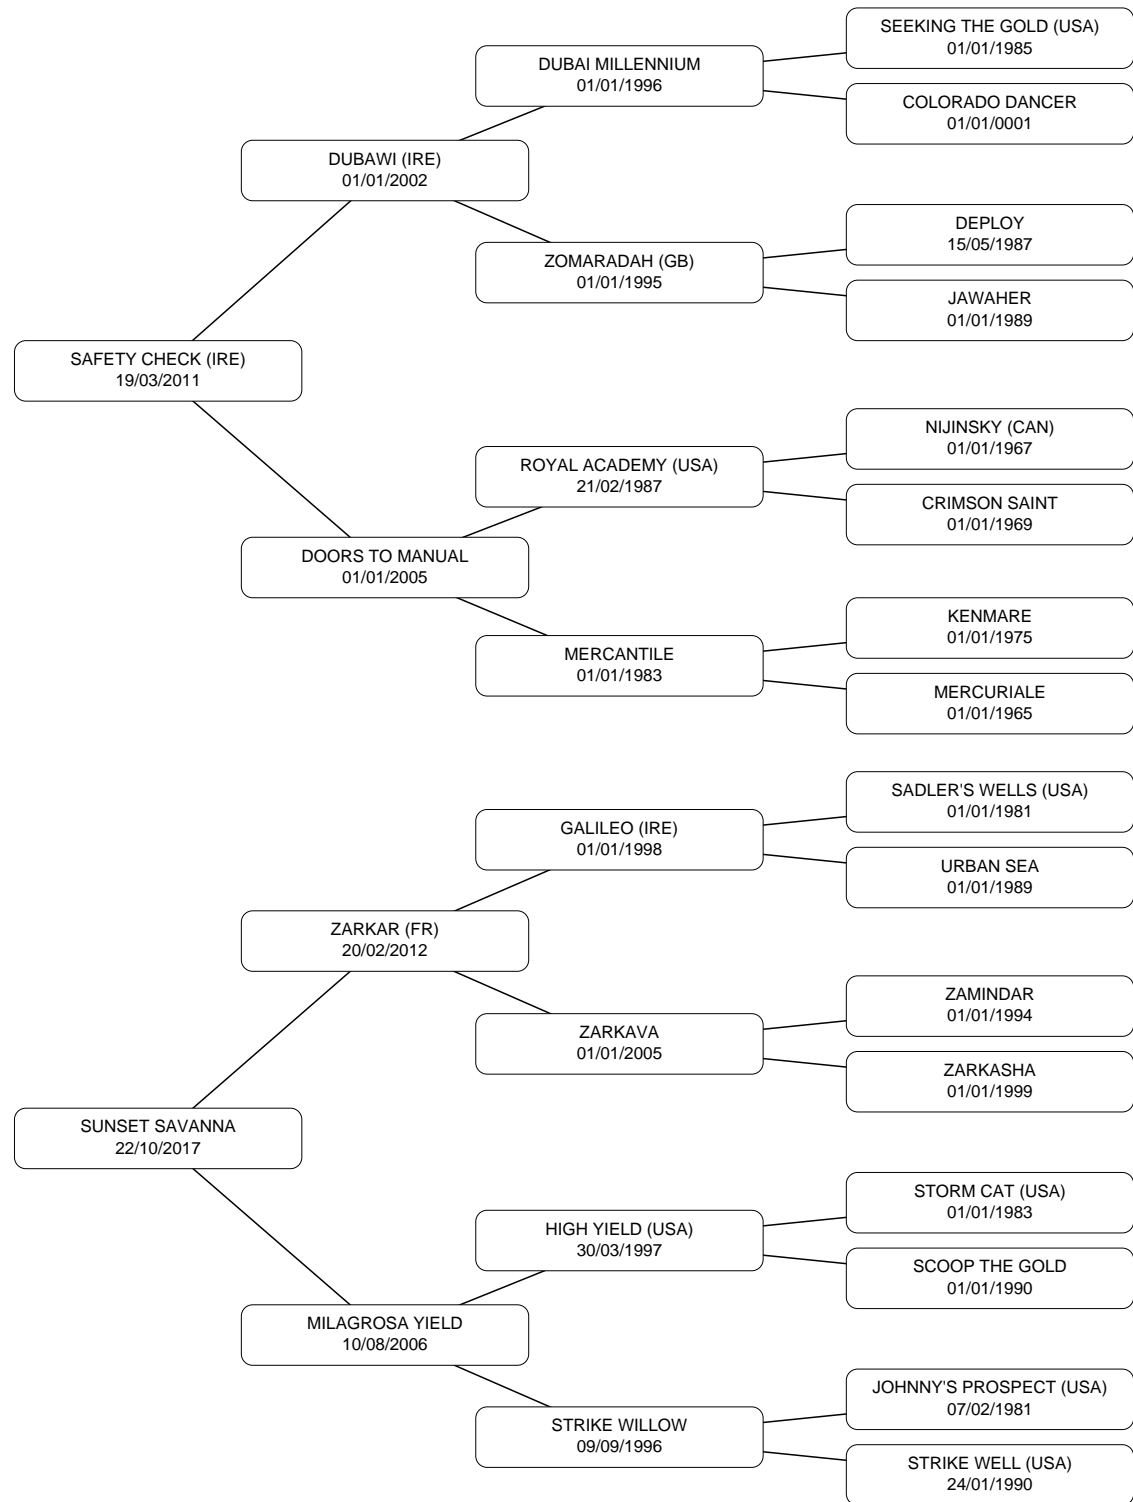 SEEKING THE GOLD (USA)
01/01/1985
DUBAI MILLENNIUM
01/01/1996
COLORADO DANCER
01/01/0001
DUBAWI (IRE)
01/01/2002
DEPLOY
15/05/1987
ZOMARADAH (GB)
01/01/1995
JAWAHER
01/01/1989
SAFETY CHECK (IRE)
19/03/2011
NIJINSKY (CAN)
01/01/1967
ROYAL ACADEMY (USA)
21/02/1987
CRIMSON SAINT
01/01/1969
DOORS TO MANUAL
01/01/2005
KENMARE
01/01/1975
MERCANTILE
01/01/1983
MERCURIALE
01/01/1965
SADLER'S WELLS (USA)
01/01/1981
GALILEO (IRE)
01/01/1998
URBAN SEA
01/01/1989
ZARKAR (FR)
20/02/2012
ZAMINDAR
01/01/1994
ZARKAVA
01/01/2005
ZARKASHA
01/01/1999
SUNSET SAVANNA
22/10/2017
STORM CAT (USA)
01/01/1983
HIGH YIELD (USA)
30/03/1997
SCOOP THE GOLD
01/01/1990
MILAGROSA YIELD
10/08/2006
JOHNNY'S PROSPECT (USA)
07/02/1981
STRIKE WILLOW
09/09/1996
STRIKE WELL (USA)
24/01/1990